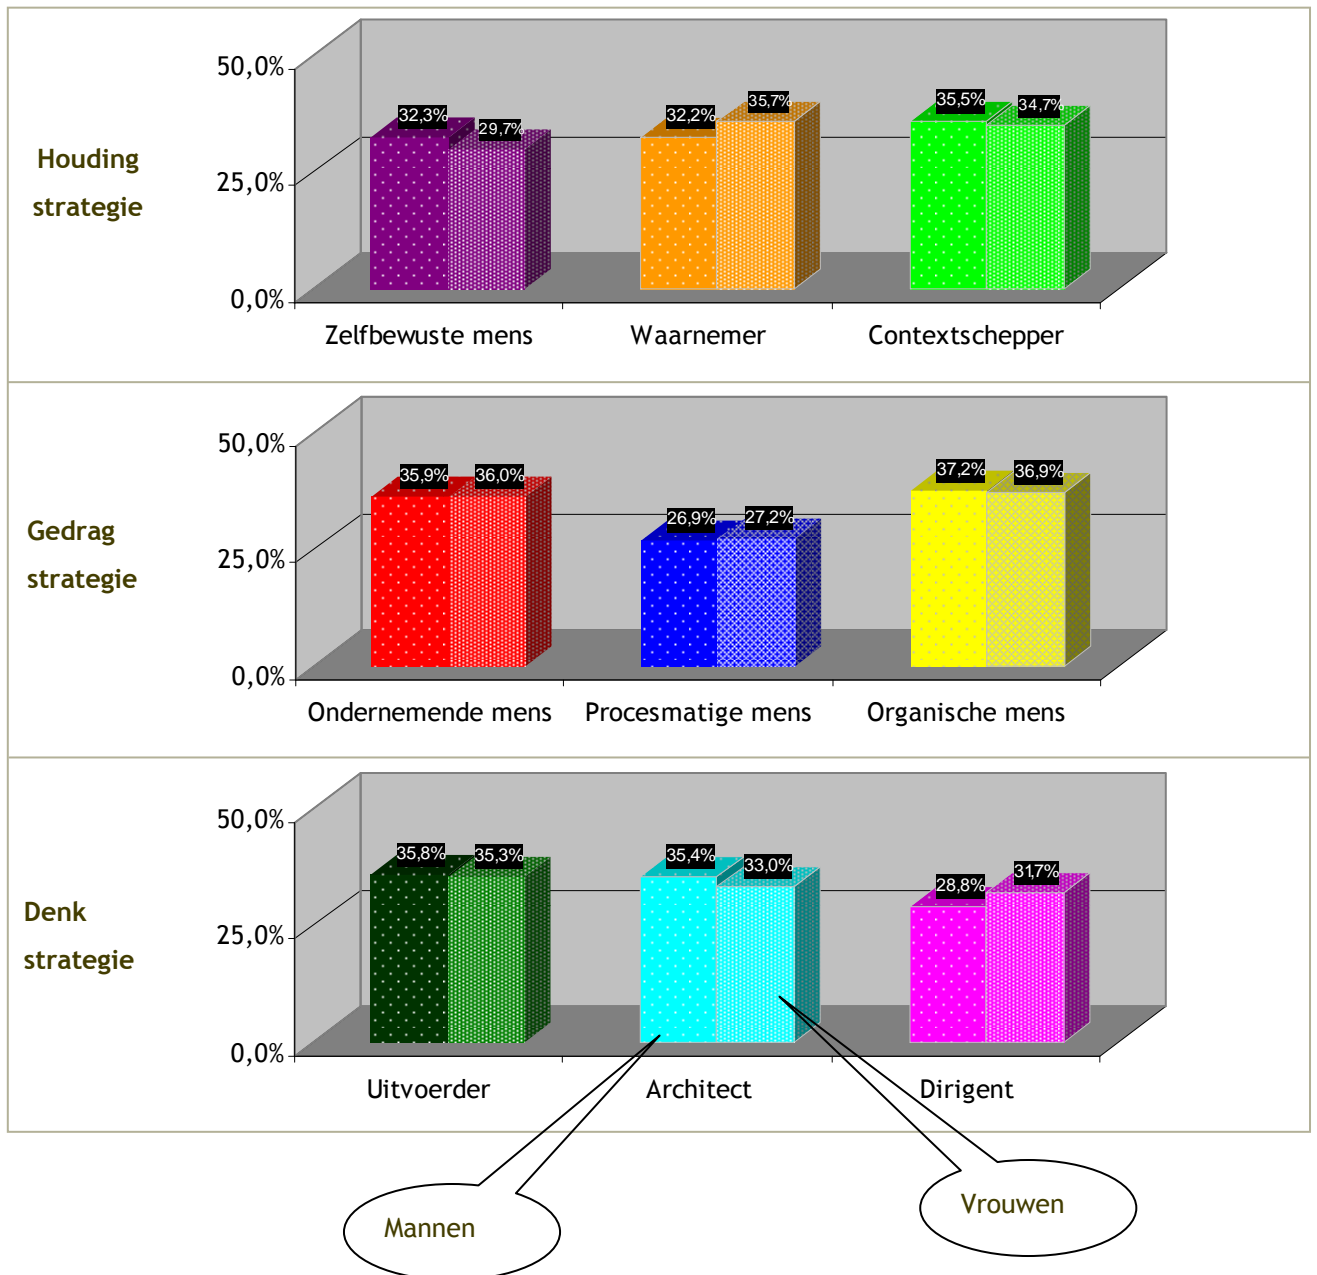 Houding
strategie
50,0%
25,0%
0,0%
32,3%
29,7%
32,2%
35,7%
35,5%
34,7%
Zelfbewuste mens
Waarnemer
Contextschepper
Gedrag
strategie
50,0%
25,0%
0,0%
35,9%
36,0%
26,9%
27,2%
37,2%
36,9%
Ondernemende mens
Procesmatige mens
Organische mens
Denk
strategie
50,0%
25,0%
0,0%
35,8%
35,3%
35,4%
33,0%
28,8%
31,7%
Uitvoerder
Architect
Dirigent
Mannen
Vrouwen